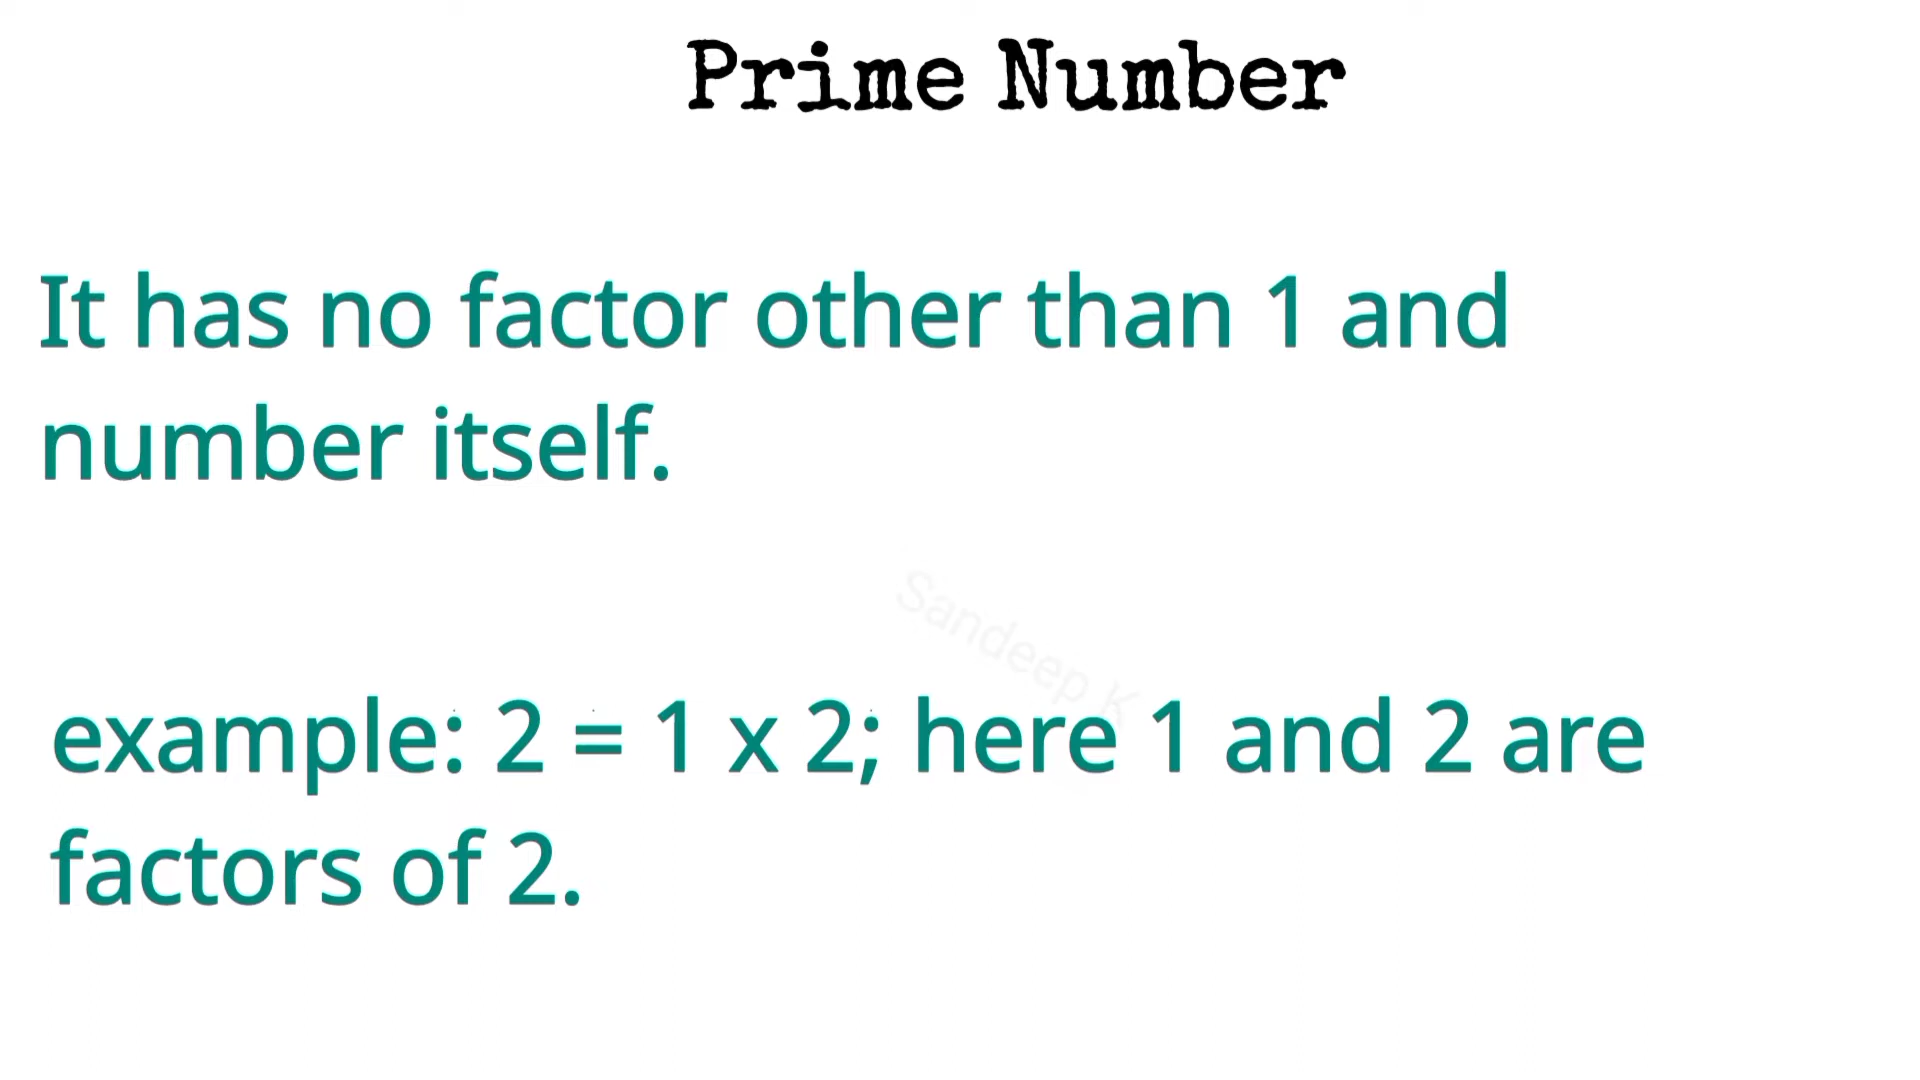 Prime Number
It has no factor other than 1 and
number itself.
Sandeep K
example: 2 = 1 x 2; here 1 and 2 are
factors of 2.